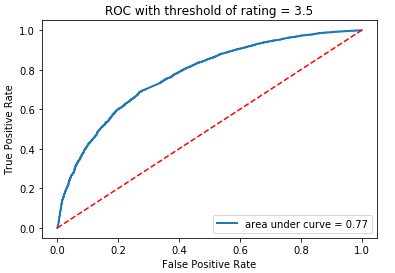 ROC with threshold of rating = 3.5
True Positive Rate
1.0
0.8
0.6
0.4
0.2
0.0
area under curve = 0.77
0.0 0.2 0.4 0.6 0.8 1.0
False Positive Rate